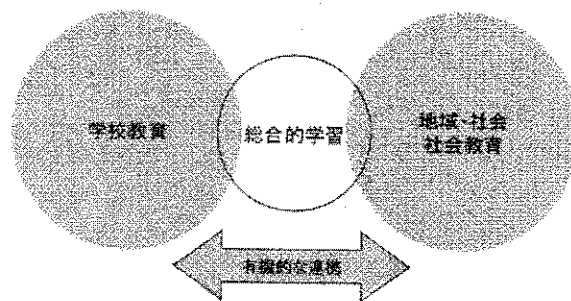 学校教育
総合的学習
地域・社会
社会教育
有機的な連携